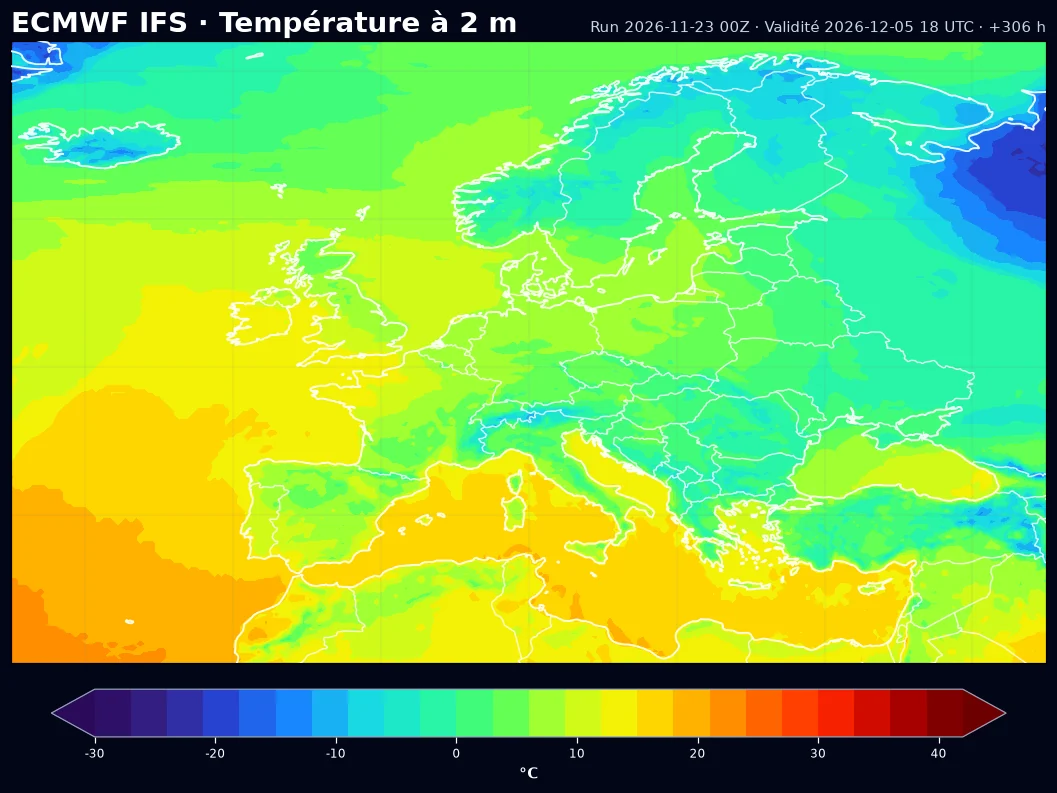 ECMWF IFS · Température à 2 m
Run 2026-11-23 00Z · Validité 2026-12-05 18 UTC · +306 h
-30 -20 -10 0 10 20 30 40
°C